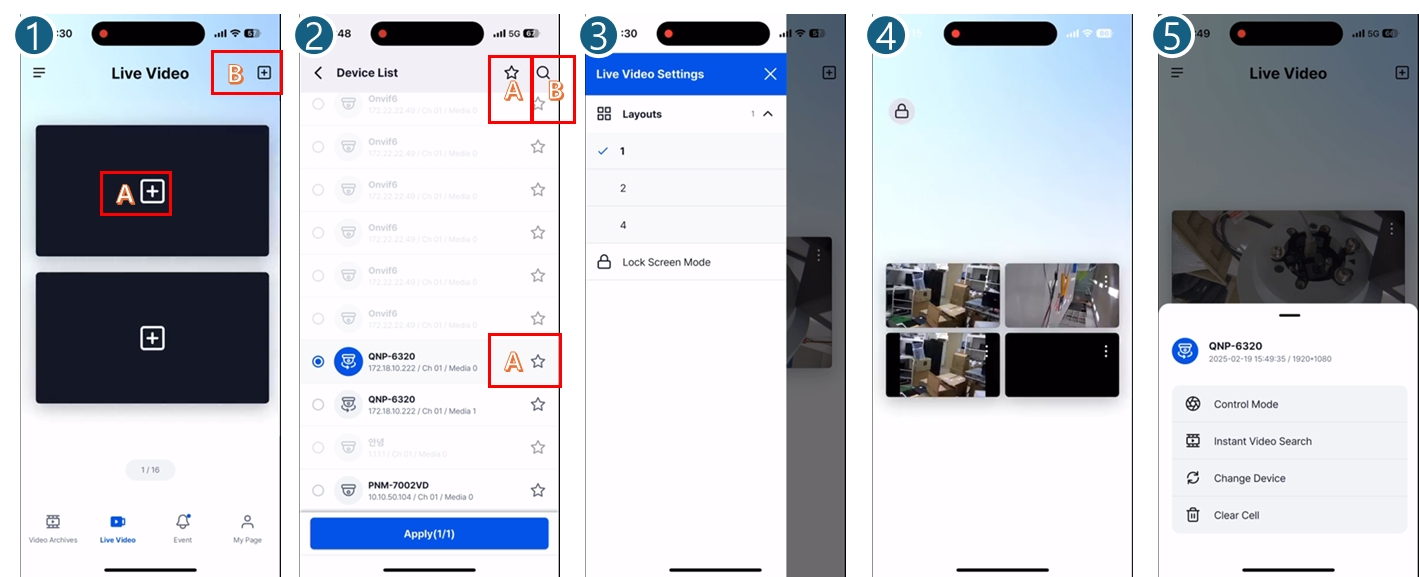 1
:30
5G
Live Video
B
A
1 / 16
Video Archives
Live Video
Event
My Page
2
48
5G
Device List
A
B
Onvif6
172.22.22.49 / Ch 01 / Media 0
Onvif6
172.22.22.49 / Ch 01 / Media 0
Onvif6
172.22.22.49 / Ch 01 / Media 0
Onvif6
172.22.22.49 / Ch 01 / Media 0
Onvif6
172.22.22.49 / Ch 01 / Media 0
Onvif6
172.22.22.49 / Ch 01 / Media 0
QNP-6320
172.18.10.222 / Ch 01 / Media 0
A
QNP-6320
172.18.10.222 / Ch 01 / Media 1
안녕
1.1.1.1 / Ch 01 / Media 0
PNM-7002VD
10.10.50.104 / Ch 01 / Media 0
Apply(1/1)
3
:30
Live Video Settings
Layouts
1
1
2
4
Lock Screen Mode
4
5
:49
5G
Live Video
QNP-6320
2025-02-19 15:49:35 / 1920*1080
Control Mode
Instant Video Search
Change Device
Clear Cell